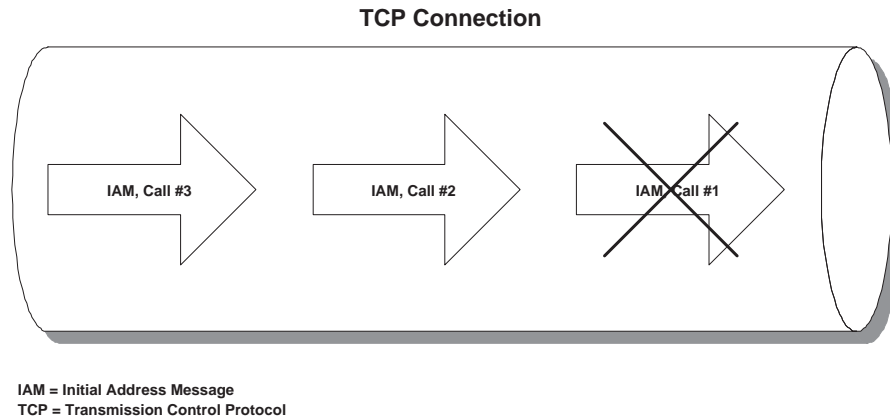 TCP Connection
IAM, Call #3
IAM, Call #2
IAM, Call #1
IAM = Initial Address Message
TCP = Transmission Control Protocol